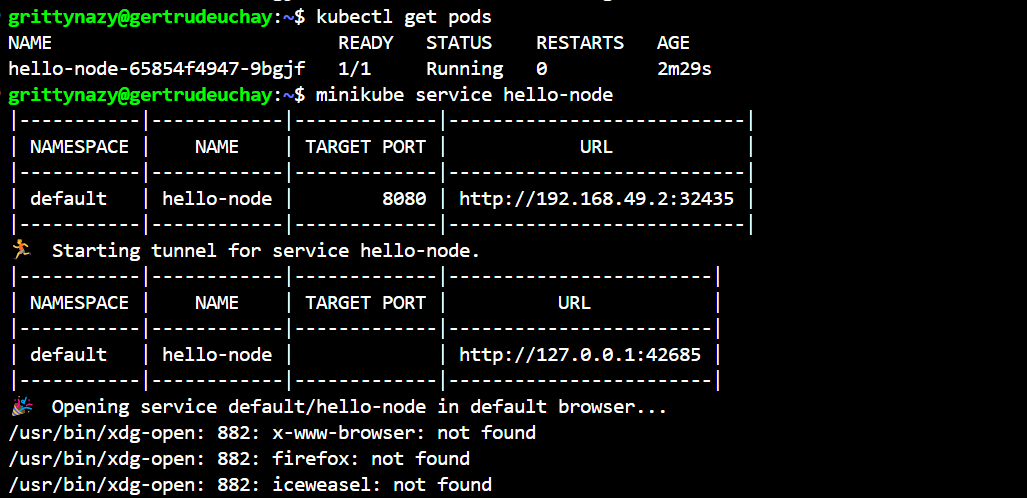 grittynazy@gertrudeuchay:~$ kubectl get pods
NAME                          READY   STATUS    RESTARTS   AGE
hello-node-65854f4947-9bgjf   1/1     Running   0          2m29s
grittynazy@gertrudeuchay:~$ minikube service hello-node
|-----------|------------|-------------|---------------------------|
| NAMESPACE |    NAME    | TARGET PORT |            URL            |
|-----------|------------|-------------|---------------------------|
| default   | hello-node |        8080 | http://192.168.49.2:32435 |
|-----------|------------|-------------|---------------------------|
🏃  Starting tunnel for service hello-node.
|-----------|------------|-------------|------------------------|
| NAMESPACE |    NAME    | TARGET PORT |          URL           |
|-----------|------------|-------------|------------------------|
| default   | hello-node |             | http://127.0.0.1:42685 |
|-----------|------------|-------------|------------------------|
🎉  Opening service default/hello-node in default browser...
/usr/bin/xdg-open: 882: x-www-browser: not found
/usr/bin/xdg-open: 882: firefox: not found
/usr/bin/xdg-open: 882: iceweasel: not found